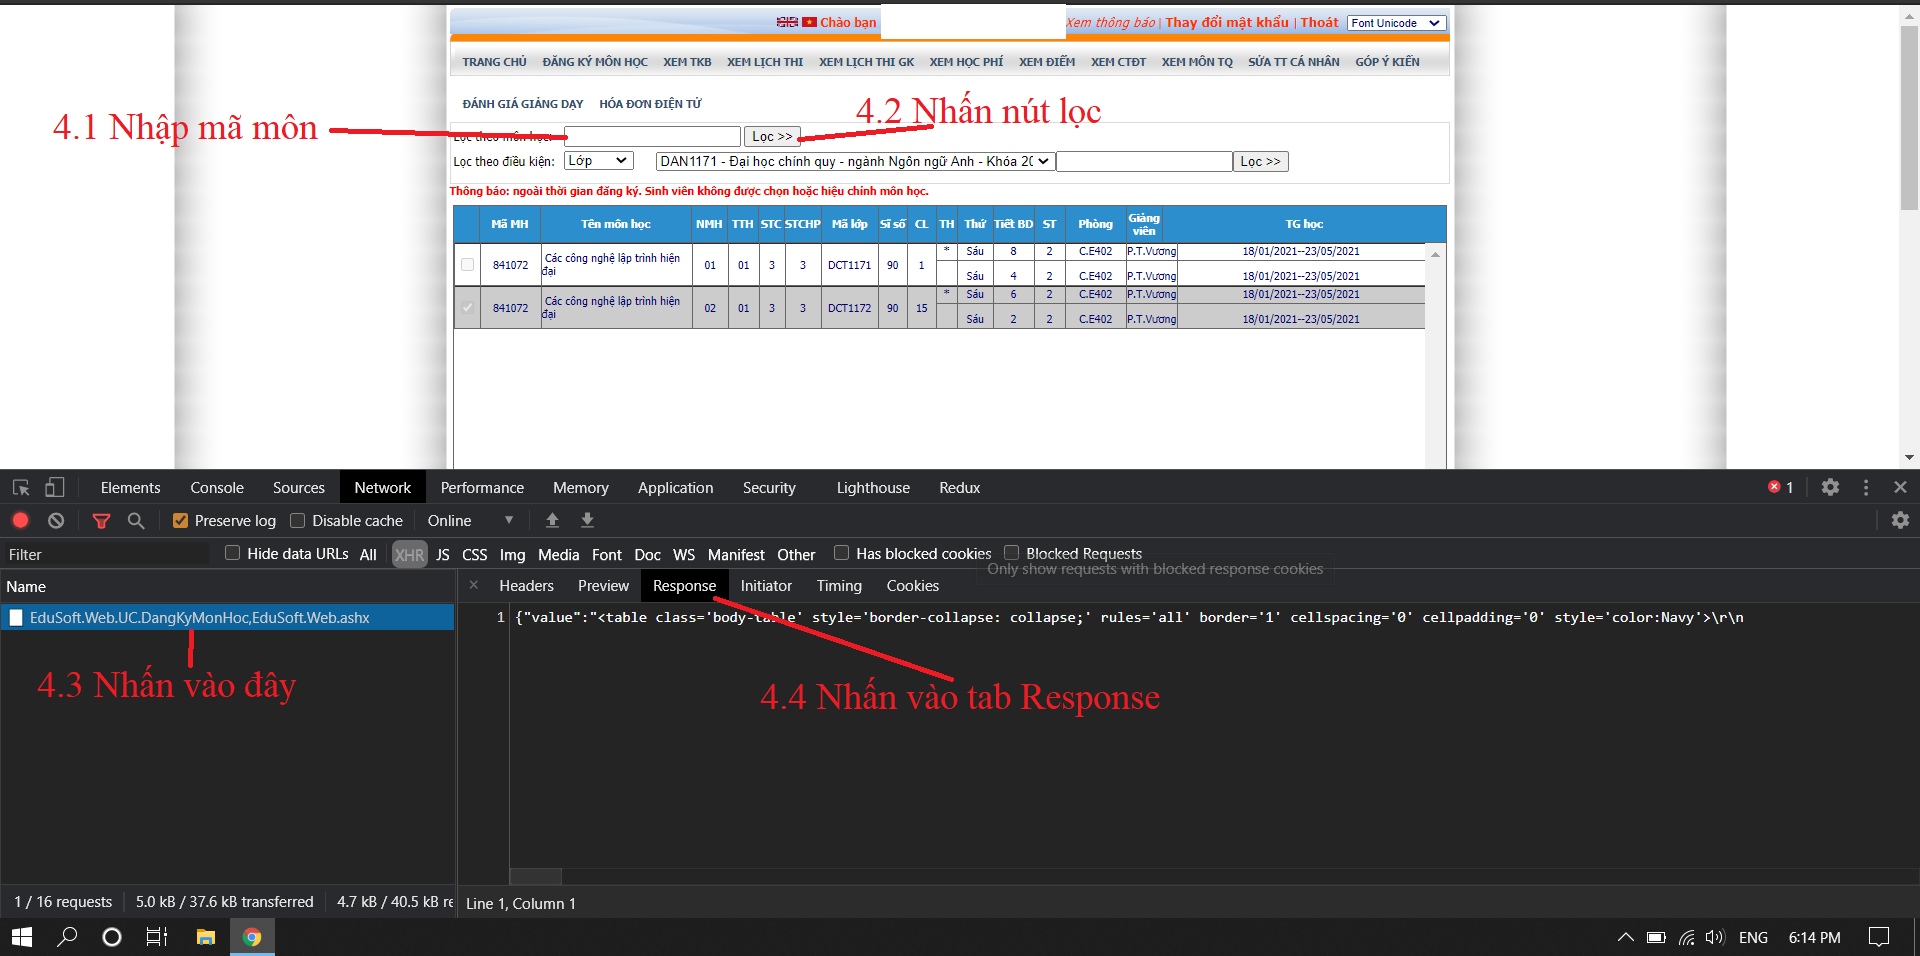 Chào bạn
Xem thông báo | Thay đổi mật khẩu | Thoát
Font Unicode
TRANG CHỦ ĐĂNG KÝ MÔN HỌC XEM TKB XEM LỊCH THI XEM LỊCH THI GK XEM HỌC PHÍ XEM ĐIỂM XEM CTĐT XEM MÔN TQ SỬA TT CÁ NHÂN GÓP Ý KIẾN
ĐÁNH GIÁ GIẢNG DẠY HÓA ĐƠN ĐIỆN TỬ
4.1 Nhập mã môn
4.2 Nhấn nút lọc
Lọc theo môn học: Lọc >>
Lọc theo điều kiện: Lớp DAN1171 - Đại học chính quy - ngành Ngôn ngữ Anh - Khóa 20 Lọc >>
Thông báo: ngoài thời gian đăng ký. Sinh viên không được chọn hoặc hiệu chỉnh môn học.
Mã MH Tên môn học NMH TTH STC STCHP Mã lớp Sĩ số CL TH Thứ Tiết BD ST Phòng Giảng viên TG học
841072 Các công nghệ lập trình hiện đại 01 01 3 3 DCT1171 90 1 * Sáu 8 2 C.E402 P.T.Vương 18/01/2021--23/05/2021
Sáu 4 2 C.E402 P.T.Vương 18/01/2021--23/05/2021
841072 Các công nghệ lập trình hiện đại 02 01 3 3 DCT1172 90 15 * Sáu 6 2 C.E402 P.T.Vương 18/01/2021--23/05/2021
Sáu 2 2 C.E402 P.T.Vương 18/01/2021--23/05/2021
Elements Console Sources Network Performance Memory Application Security Lighthouse Redux 1
Preserve log Disable cache Online
Filter Hide data URLs All XHR JS CSS Img Media Font Doc WS Manifest Other Has blocked cookies Blocked Requests
Only show requests with blocked response cookies
Name Headers Preview Response Initiator Timing Cookies
EduSoft.Web.UC.DangKyMonHoc,EduSoft.Web.ashx
1 {"value":"<table class='body-table' style='border-collapse: collapse;' rules='all' border='1' cellspacing='0' cellpadding='0' style='color:Navy'>\r\n
4.3 Nhấn vào đây
4.4 Nhấn vào tab Response
1 / 16 requests 5.0 kB / 37.6 kB transferred 4.7 kB / 40.5 kB re
Line 1, Column 1
ENG 6:14 PM